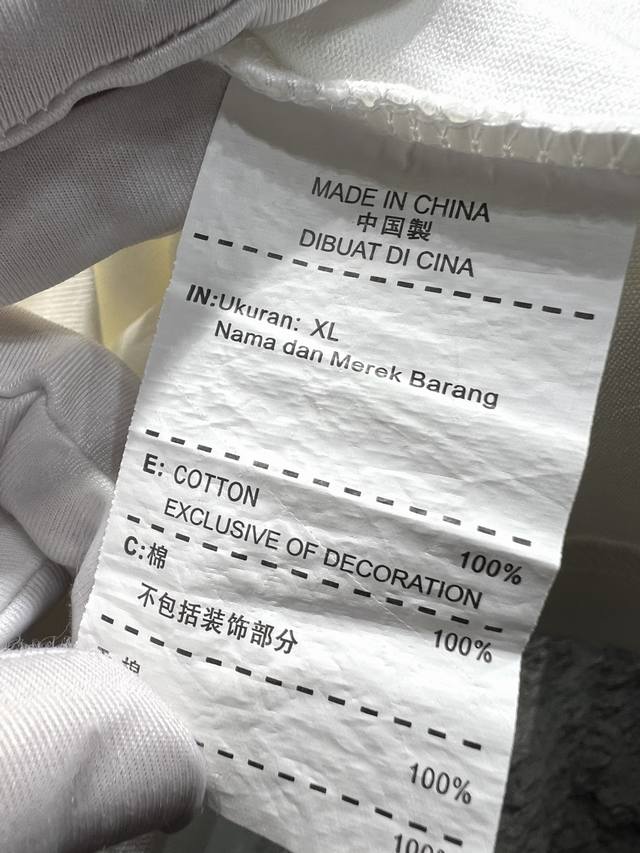 MADE IN CHINA
中国製
DIBUAT DI CINA
IN:Ukuran: XL
Nama dan Merek Barang
E: COTTON 100%
EXCLUSIVE OF DECORATION
C:棉 100%
不包括装饰部分
棉 100%